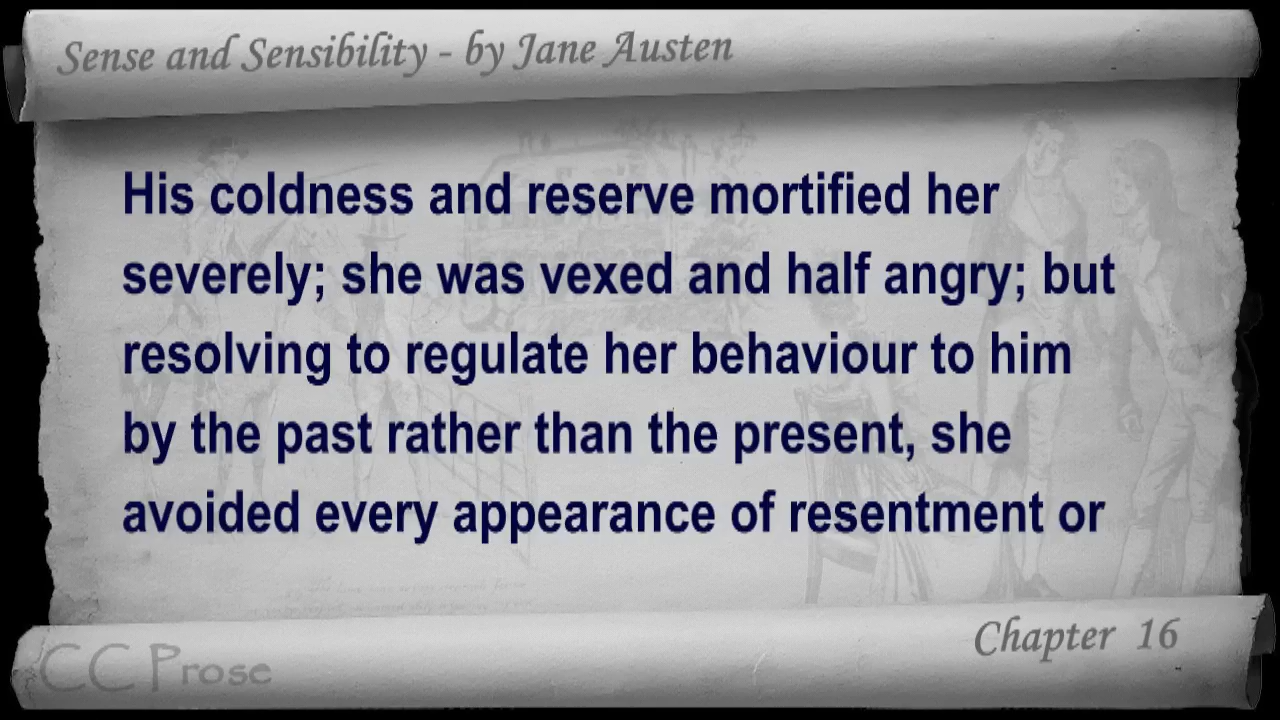 Sense and Sensibility - by Jane Austen
His coldness and reserve mortified her
severely; she was vexed and half angry; but
resolving to regulate her behaviour to him
by the past rather than the present, she
avoided every appearance of resentment or
Chapter 16
CC Prose